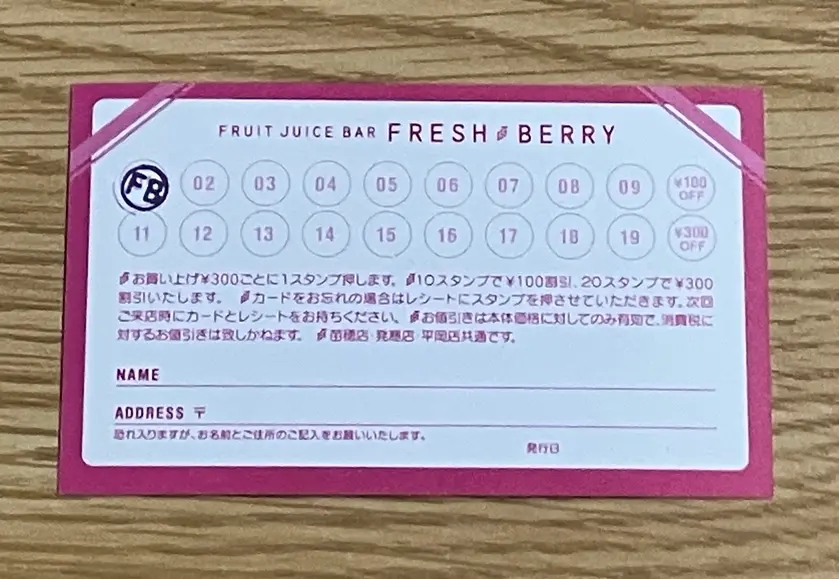 FRUIT JUICE BAR FRESH BERRY
FB 02 03 04 05 06 07 08 09 ¥100 OFF
11 12 13 14 15 16 17 18 19 ¥300 OFF
お買い上げ¥300ごとに1スタンプ押します。 10スタンプで¥100割引、20スタンプで¥300
割引いたします。 カードをお忘れの場合はレシートにスタンプを押させていただきます。次回
ご来店時にカードとレシートをお持ちください。 お値引きは本体価格に対してのみ有効で、消費税に
対するお値引きは致しかねます。 苗穂店・発寒店・平岡店共通です。
NAME
ADDRESS 〒
恐れ入りますが、お名前とご住所のご記入をお願いいたします。
発行日